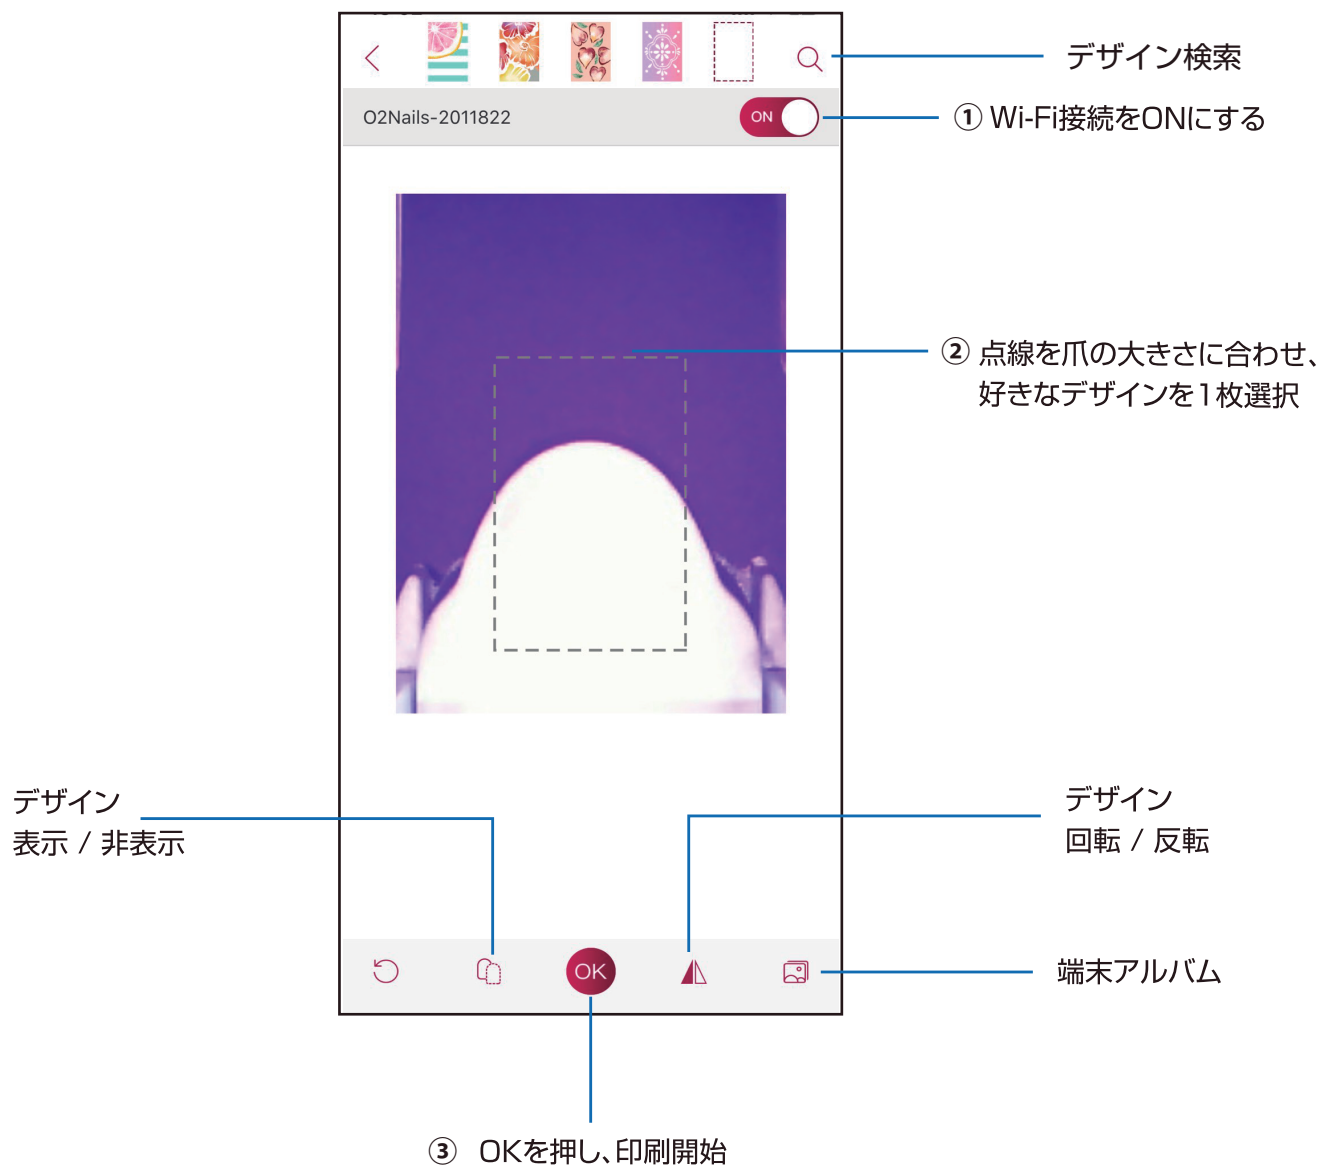 デザイン検索
O2Nails-2011822
ON
① Wi-Fi接続をONにする
② 点線を爪の大きさに合わせ、
好きなデザインを1枚選択
デザイン
表示 / 非表示
デザイン
回転 / 反転
OK
端末アルバム
③ OKを押し、印刷開始